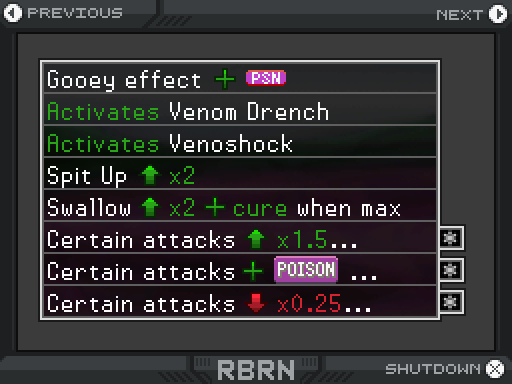 PREVIOUS
NEXT
Gooey effect + PSN
Activates Venom Drench
Activates Venoshock
Spit Up ⬆ x2
Swallow ⬆ x2 + cure when max
Certain attacks ⬆ x1.5...
Certain attacks + POISON ...
Certain attacks ⬇ x0.25...
RBRN
SHUTDOWN